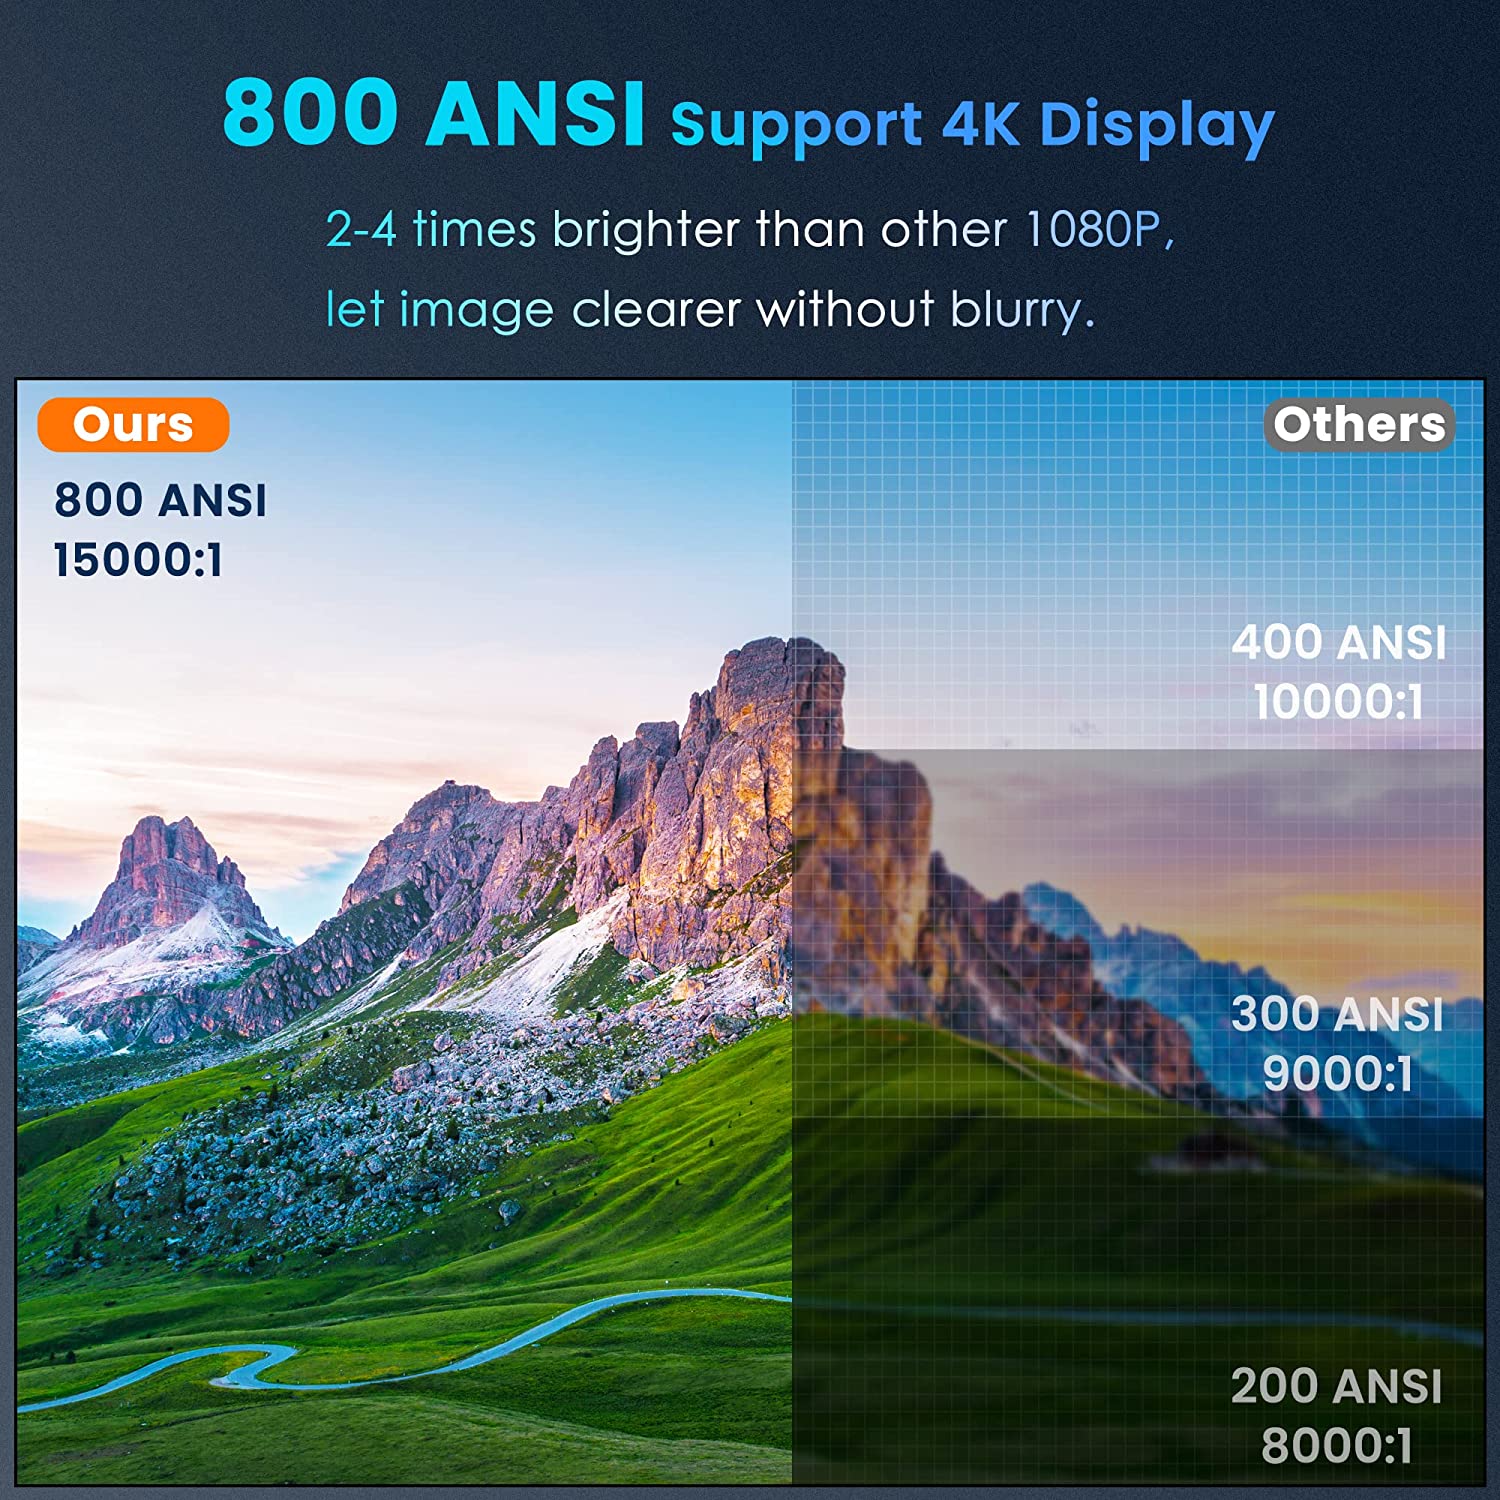 800 ANSI Support 4K Display
2-4 times brighter than other 1080P,
let image clearer without blurry.
Ours
Others
800 ANSI
15000:1
400 ANSI
10000:1
300 ANSI
9000:1
200 ANSI
8000:1